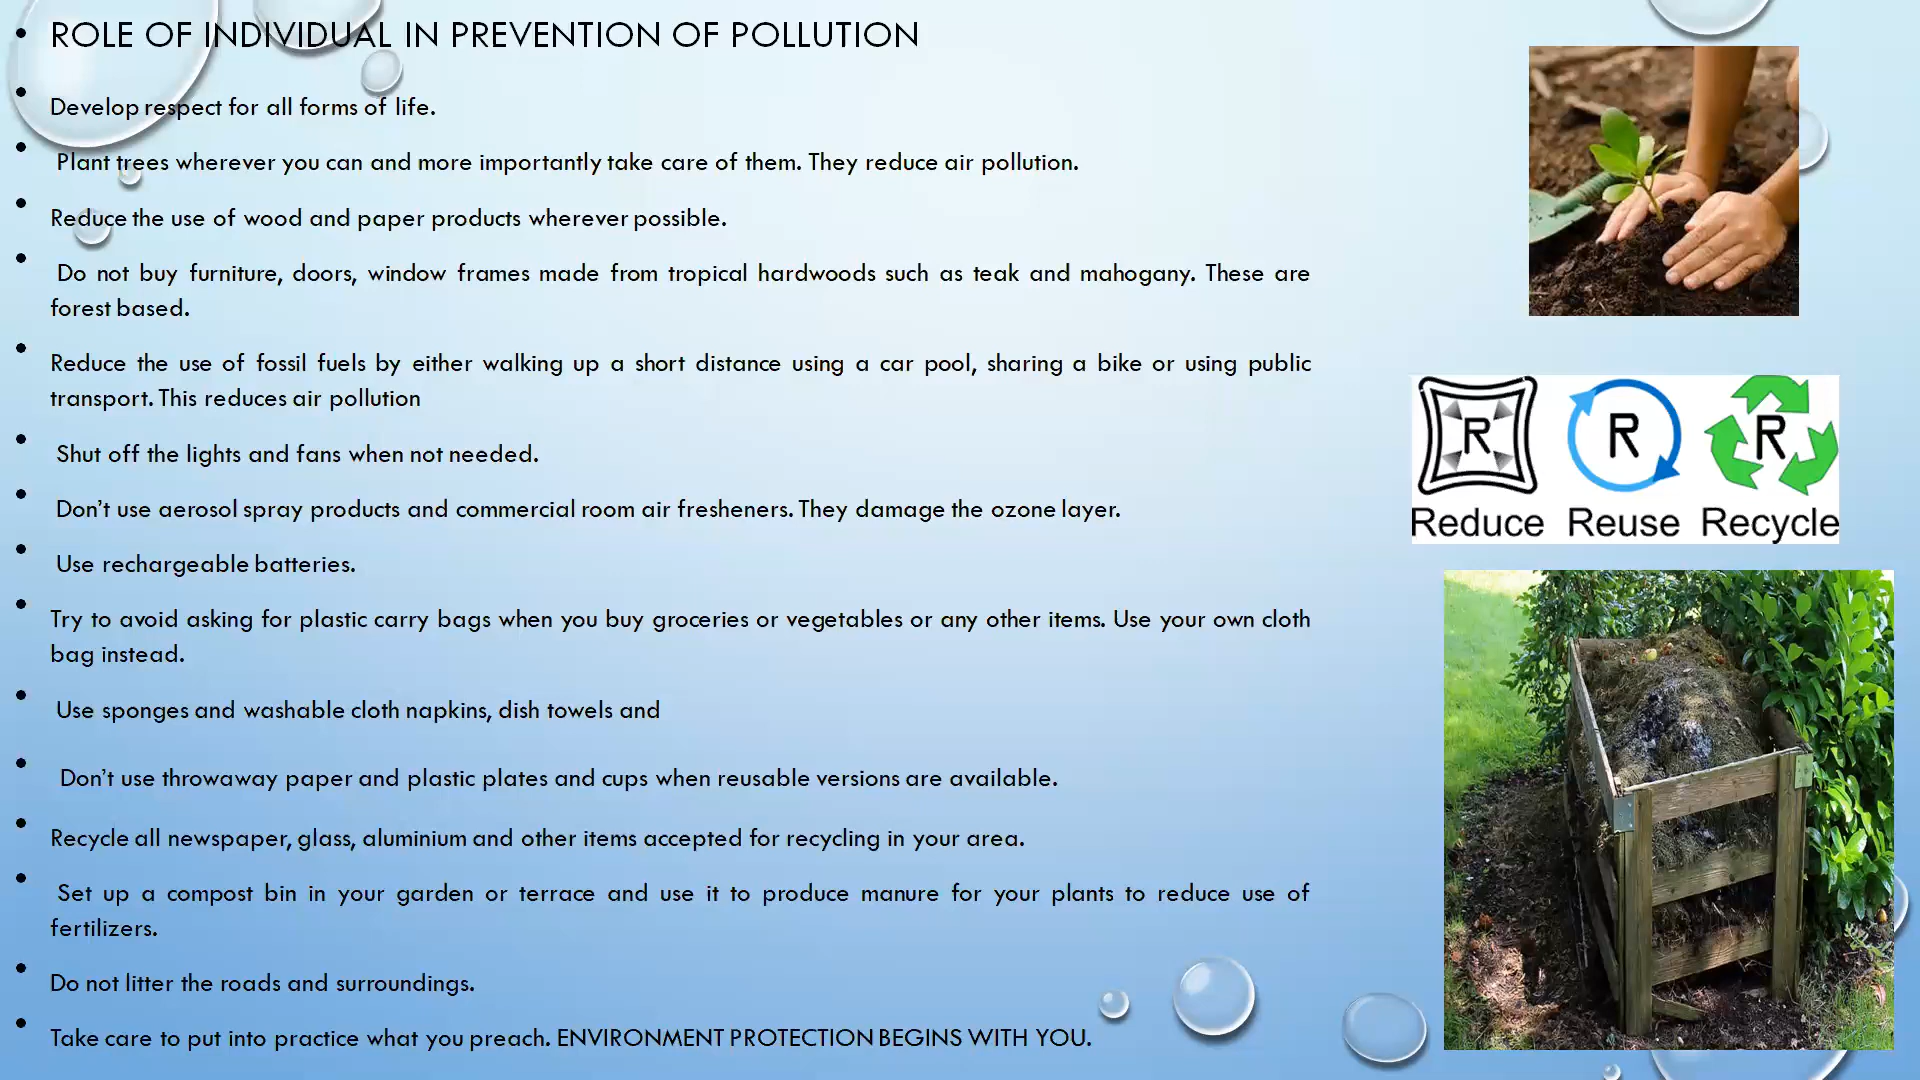 • ROLE OF INDIVIDUAL IN PREVENTION OF POLLUTION
• Develop respect for all forms of life.
• Plant trees wherever you can and more importantly take care of them. They reduce air pollution.
• Reduce the use of wood and paper products wherever possible.
• Do not buy furniture, doors, window frames made from tropical hardwoods such as teak and mahogany. These are
forest based.
• Reduce the use of fossil fuels by either walking up a short distance using a car pool, sharing a bike or using public
transport. This reduces air pollution
• Shut off the lights and fans when not needed.
• Don't use aerosol spray products and commercial room air fresheners. They damage the ozone layer.
• Use rechargeable batteries.
• Try to avoid asking for plastic carry bags when you buy groceries or vegetables or any other items. Use your own cloth
bag instead.
• Use sponges and washable cloth napkins, dish towels and
• Don't use throwaway paper and plastic plates and cups when reusable versions are available.
• Recycle all newspaper, glass, aluminium and other items accepted for recycling in your area.
• Set up a compost bin in your garden or terrace and use it to produce manure for your plants to reduce use of
fertilizers.
• Do not litter the roads and surroundings.
• Take care to put into practice what you preach. ENVIRONMENT PROTECTION BEGINS WITH YOU.
R R R
Reduce Reuse Recycle